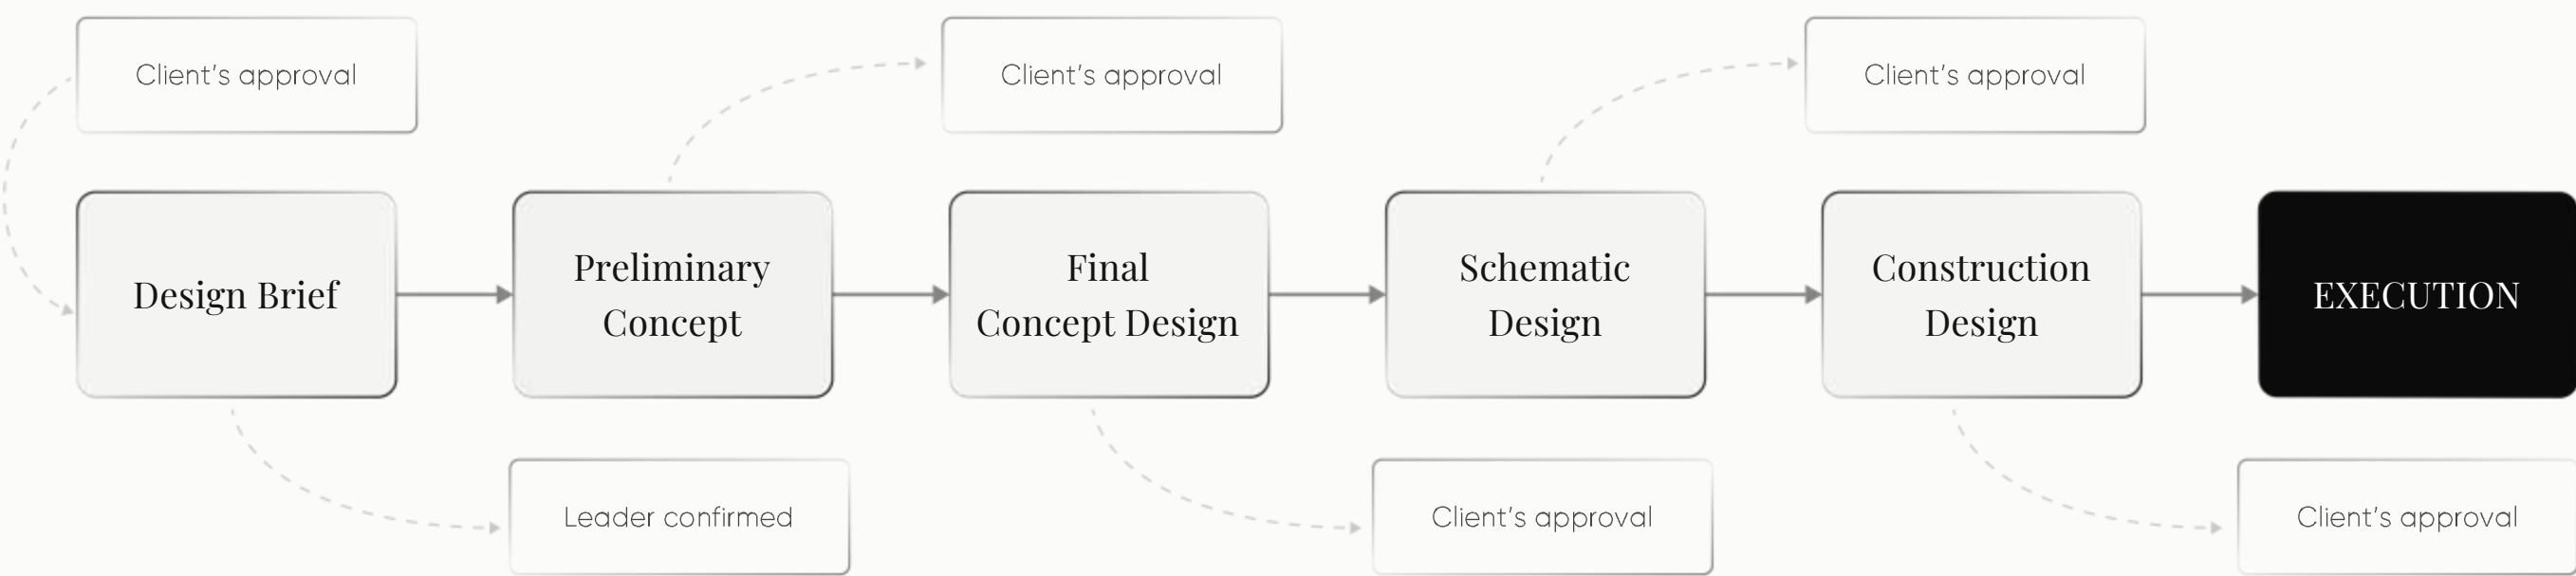 Client's approval
Client's approval
Client's approval
Design Brief
Preliminary
Concept
Final
Concept Design
Schematic
Design
Construction
Design
EXECUTION
Leader confirmed
Client's approval
Client's approval